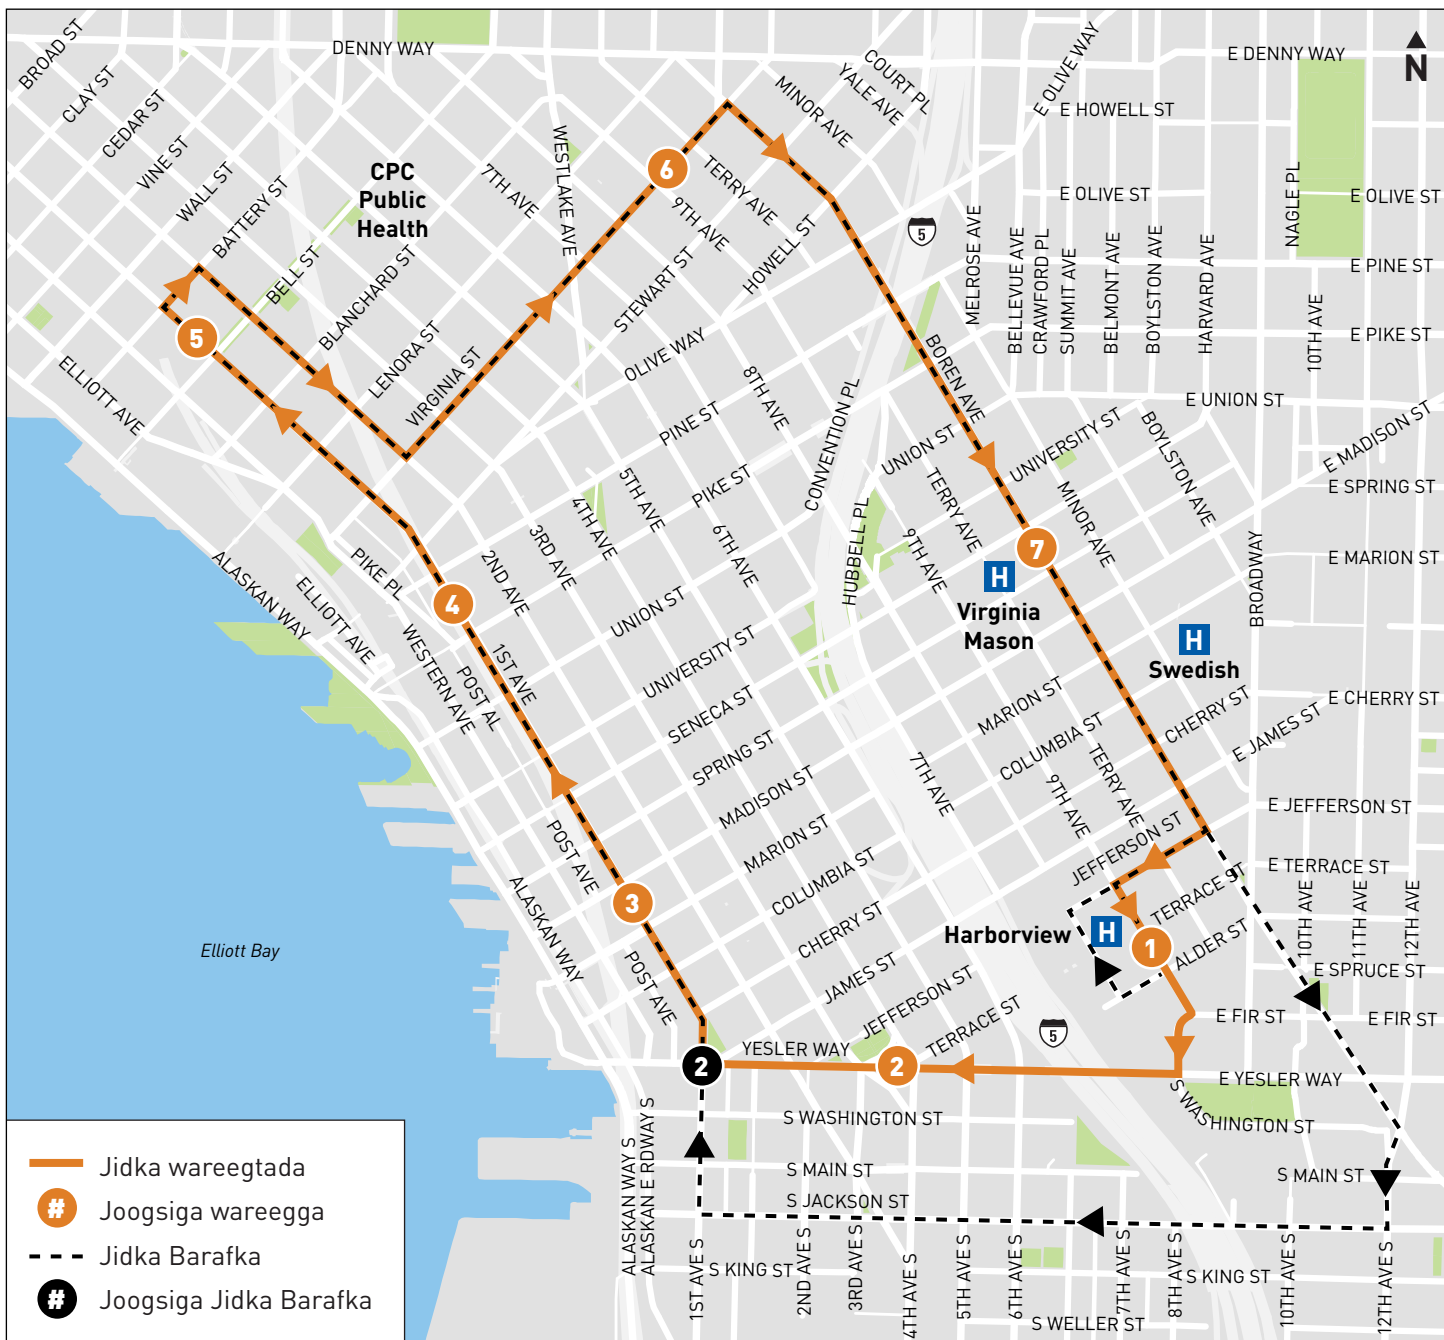 BROAD ST
DENNY WAY
COURT PL
E OLIVE WAY
E DENNY WAY
N
CLAY ST
YALE AVE
MINOR AVE
E HOWELL ST
CEDAR ST
VINE ST
WESTLAKE AVE
CPC
Public
Health
7TH AVE
6
TERRY AVE
9TH AVE
E OLIVE ST
NAGLE PL
E OLIVE ST
WALL ST
BATTERY ST
HOWELL ST
5
MELROSE AVE
BELLEVUE AVE
CRAWFORD PL
SUMMIT AVE
BELMONT AVE
BOYLSTON AVE
HARVARD AVE
E PINE ST
BELL ST
BLANCHARD ST
STEWART ST
10TH AVE
E PIKE ST
5
LENORA ST
VIRGINIA ST
OLIVE WAY
8TH AVE
BOREN AVE
CONVENTION PL
ELLIOTT AVE
PINE ST
E UNION ST
UNION ST
UNIVERSITY ST
BOYLSTON AVE
E MADISON ST
5TH AVE
PIKE ST
TERRY AVE
MINOR AVE
E SPRING ST
4TH AVE
3RD AVE
6TH AVE
9TH AVE
HUBBELL PL
7
E MARION ST
ALASKAN WAY
PIKE PL
2ND AVE
H
Virginia
Mason
BROADWAY
ELLIOTT AVE
4
UNION ST
H
Swedish
WESTERN AVE
POST AL
1ST AVE
UNIVERSITY ST
SENECA ST
MARION ST
CHERRY ST
E CHERRY ST
SPRING ST
COLUMBIA ST
E JAMES ST
MADISON ST
7TH AVE
9TH AVE
TERRY AVE
E JEFFERSON ST
POST AVE
MARION ST
JEFFERSON ST
COLUMBIA ST
TERRACE ST
E TERRACE ST
ALASKAN WAY
3
CHERRY ST
Harborview
H
1
ALDER ST
10TH AVE
11TH AVE
12TH AVE
Elliott Bay
POST AVE
JAMES ST
E SPRUCE ST
JEFFERSON ST
TERRACE ST
5
E FIR ST
E FIR ST
2
YESLER WAY
2
E YESLER WAY
S WASHINGTON ST
S WASHINGTON ST
ALASKAN WAY S
ALASKAN E RDWAY S
S MAIN ST
S MAIN ST
S JACKSON ST
1ST AVE S
2ND AVE S
3RD AVE S
4TH AVE S
5TH AVE S
6TH AVE S
7TH AVE S
8TH AVE S
10TH AVE S
12TH AVE S
S KING ST
S KING ST
S WELLER ST
Jidka wareegtada
# Joogsiga wareegga
Jidka Barafka
# Joogsiga Jidka Barafka